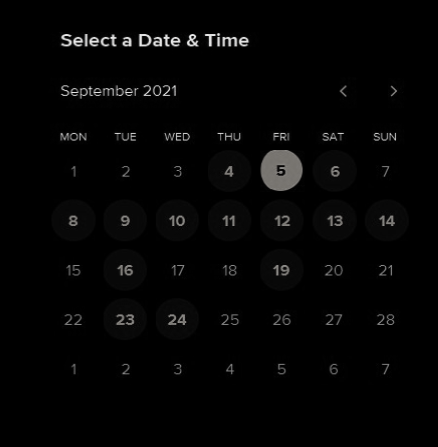 Select a Date & Time
September 2021
MON TUE WED THU FRI SAT SUN
1 2 3 4 5 6 7
8 9 10 11 12 13 14
15 16 17 18 19 20 21
22 23 24 25 26 27 28
1 2 3 4 5 6 7